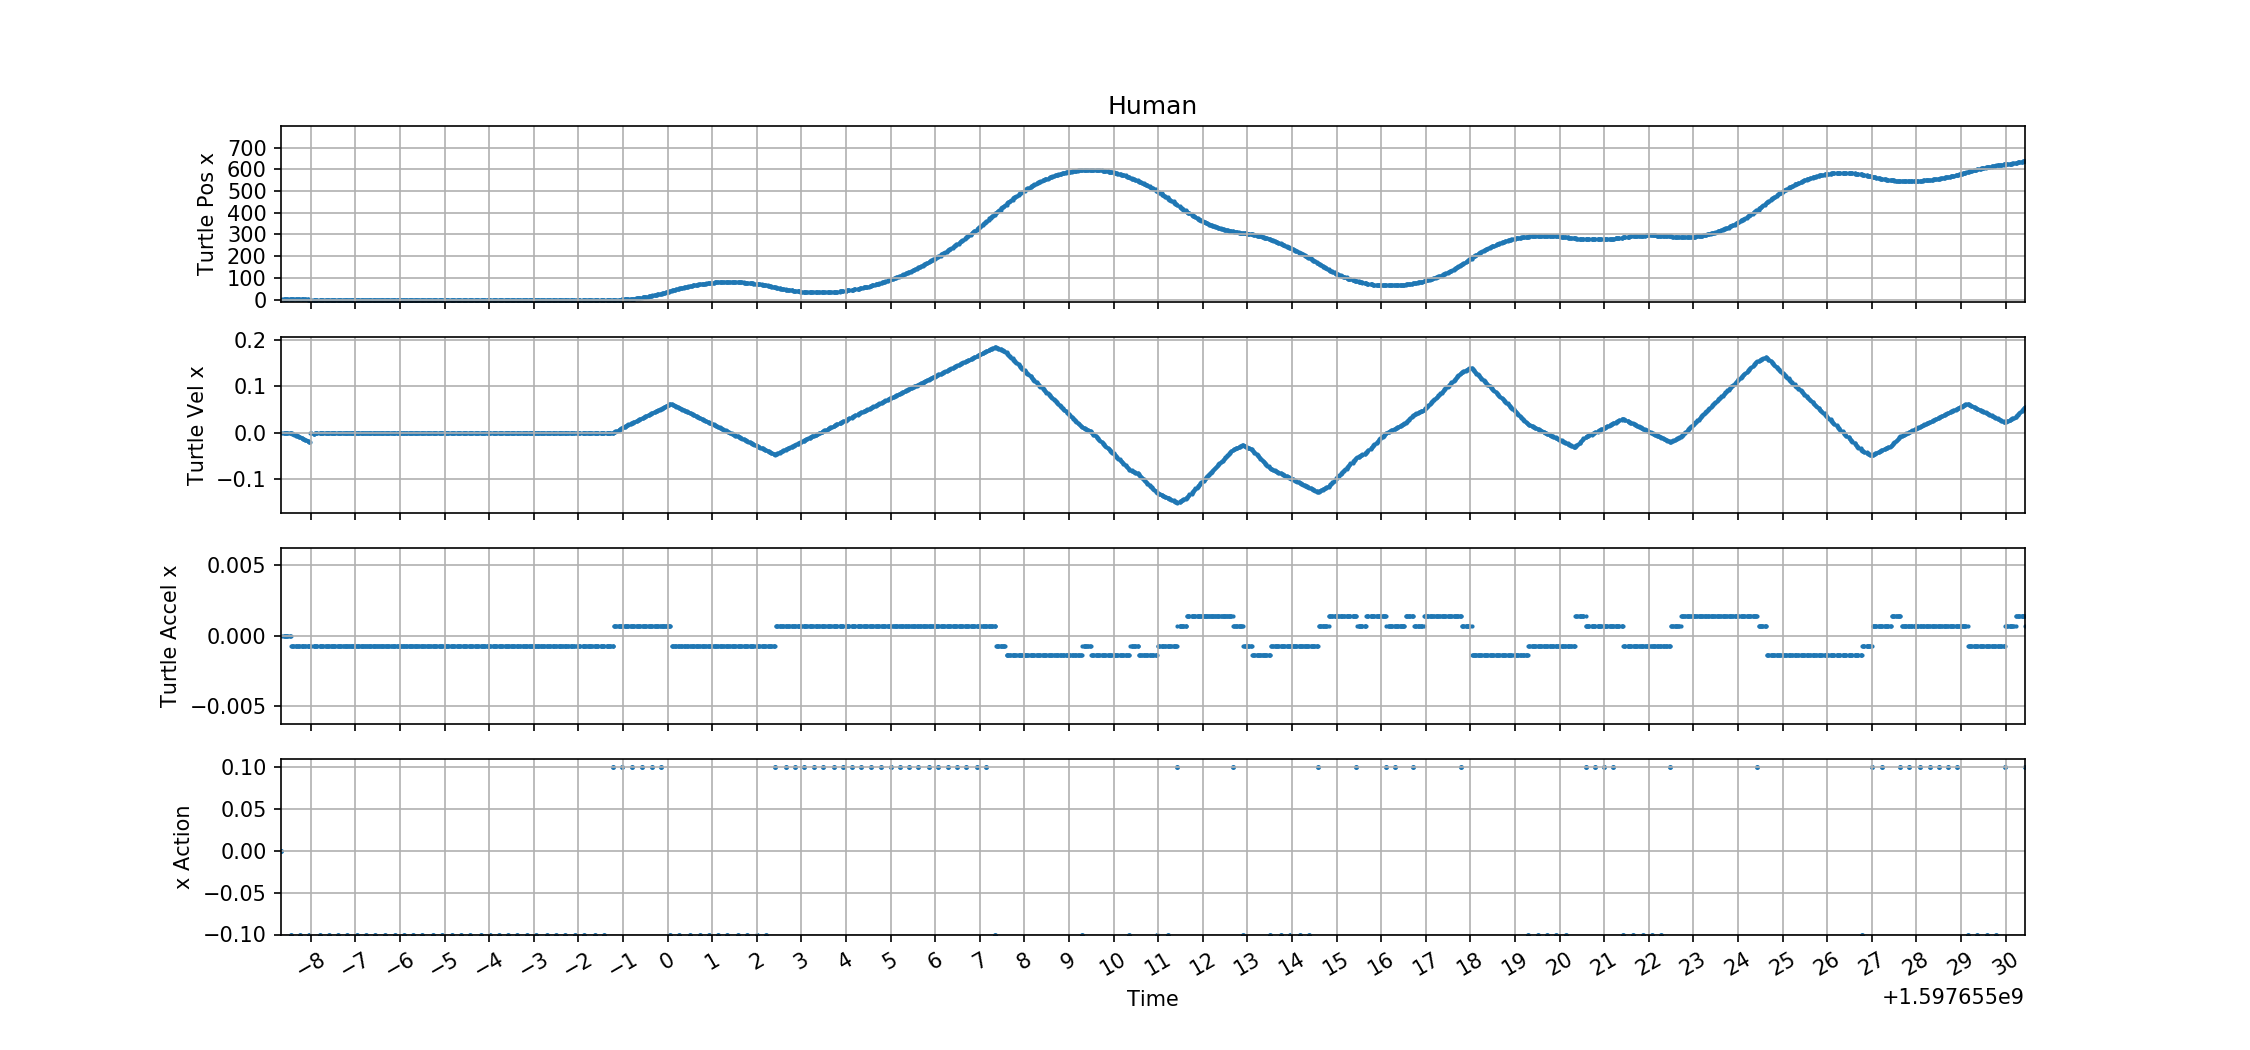 Human
Turtle Pos x
700
600
500
400
300
200
100
0
Turtle Vel x
0.2
0.1
0.0
−0.1
Turtle Accel x
0.005
0.000
−0.005
x Action
0.10
0.05
0.00
−0.05
−0.10
−8 −7 −6 −5 −4 −3 −2 −1 0 1 2 3 4 5 6 7 8 9 10 11 12 13 14 15 16 17 18 19 20 21 22 23 24 25 26 27 28 29 30
Time
+1.597655e9